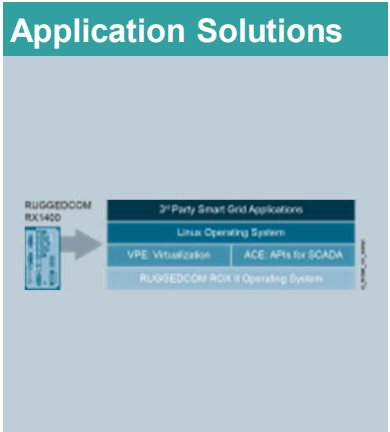 Application Solutions
RUGGEDCOM
RX1400
3rd Party Smart Grid Applications
Linux Operating System
VPE: Virtualization
ACE: APIs for SCADA
RUGGEDCOM ROX II Operating System